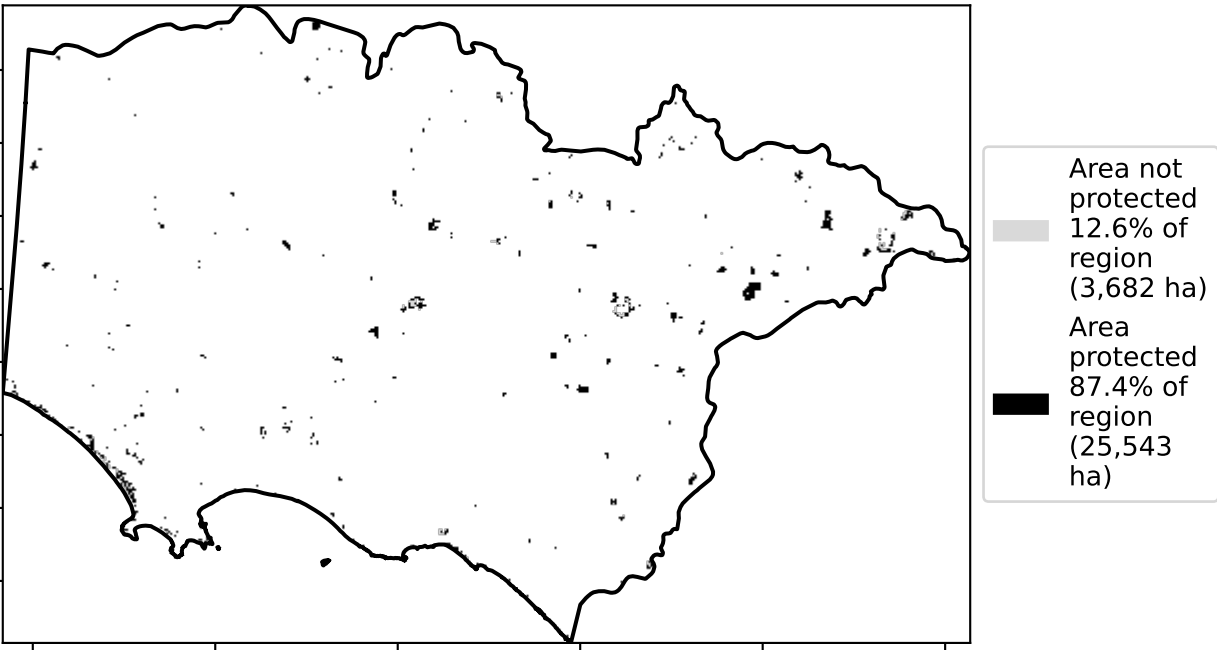 Area not
protected
12.6% of
region
(3,682 ha)
Area
protected
87.4% of
region
(25,543
ha)